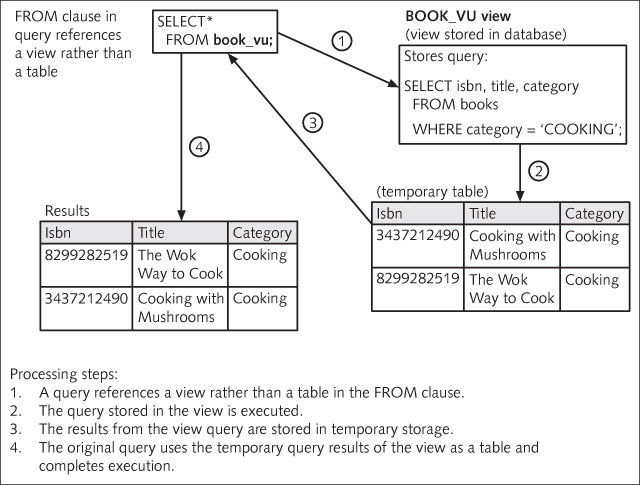 FROM clause in
query references
a view rather than
a table
SELECT*
FROM book_vu;
1
BOOK_VU view
(view stored in database)
Stores query:
SELECT isbn, title, category
FROM books
WHERE category = ‘COOKING’;
4
3
2
Results
Isbn Title Category
8299282519 The Wok Cooking
Way to Cook
3437212490 Cooking with Cooking
Mushrooms
(temporary table)
Isbn Title Category
3437212490 Cooking with Cooking
Mushrooms
8299282519 The Wok Cooking
Way to Cook
Processing steps:
1. A query references a view rather than a table in the FROM clause.
2. The query stored in the view is executed.
3. The results from the view query are stored in temporary storage.
4. The original query uses the temporary query results of the view as a table and
completes execution.